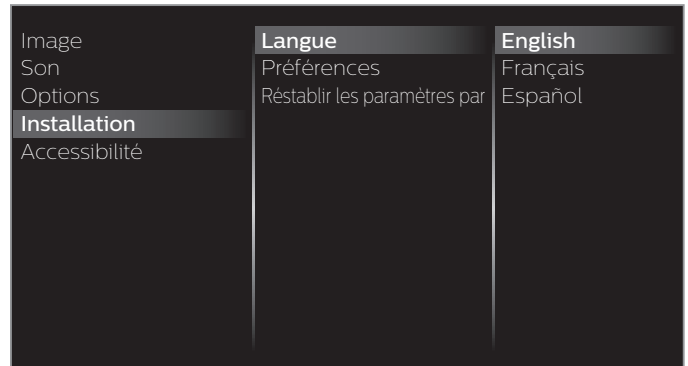 Image
Son
Options
Installation
Accessibilité
Langue
Préférences
Réstablir les paramètres par
English
Français
Español